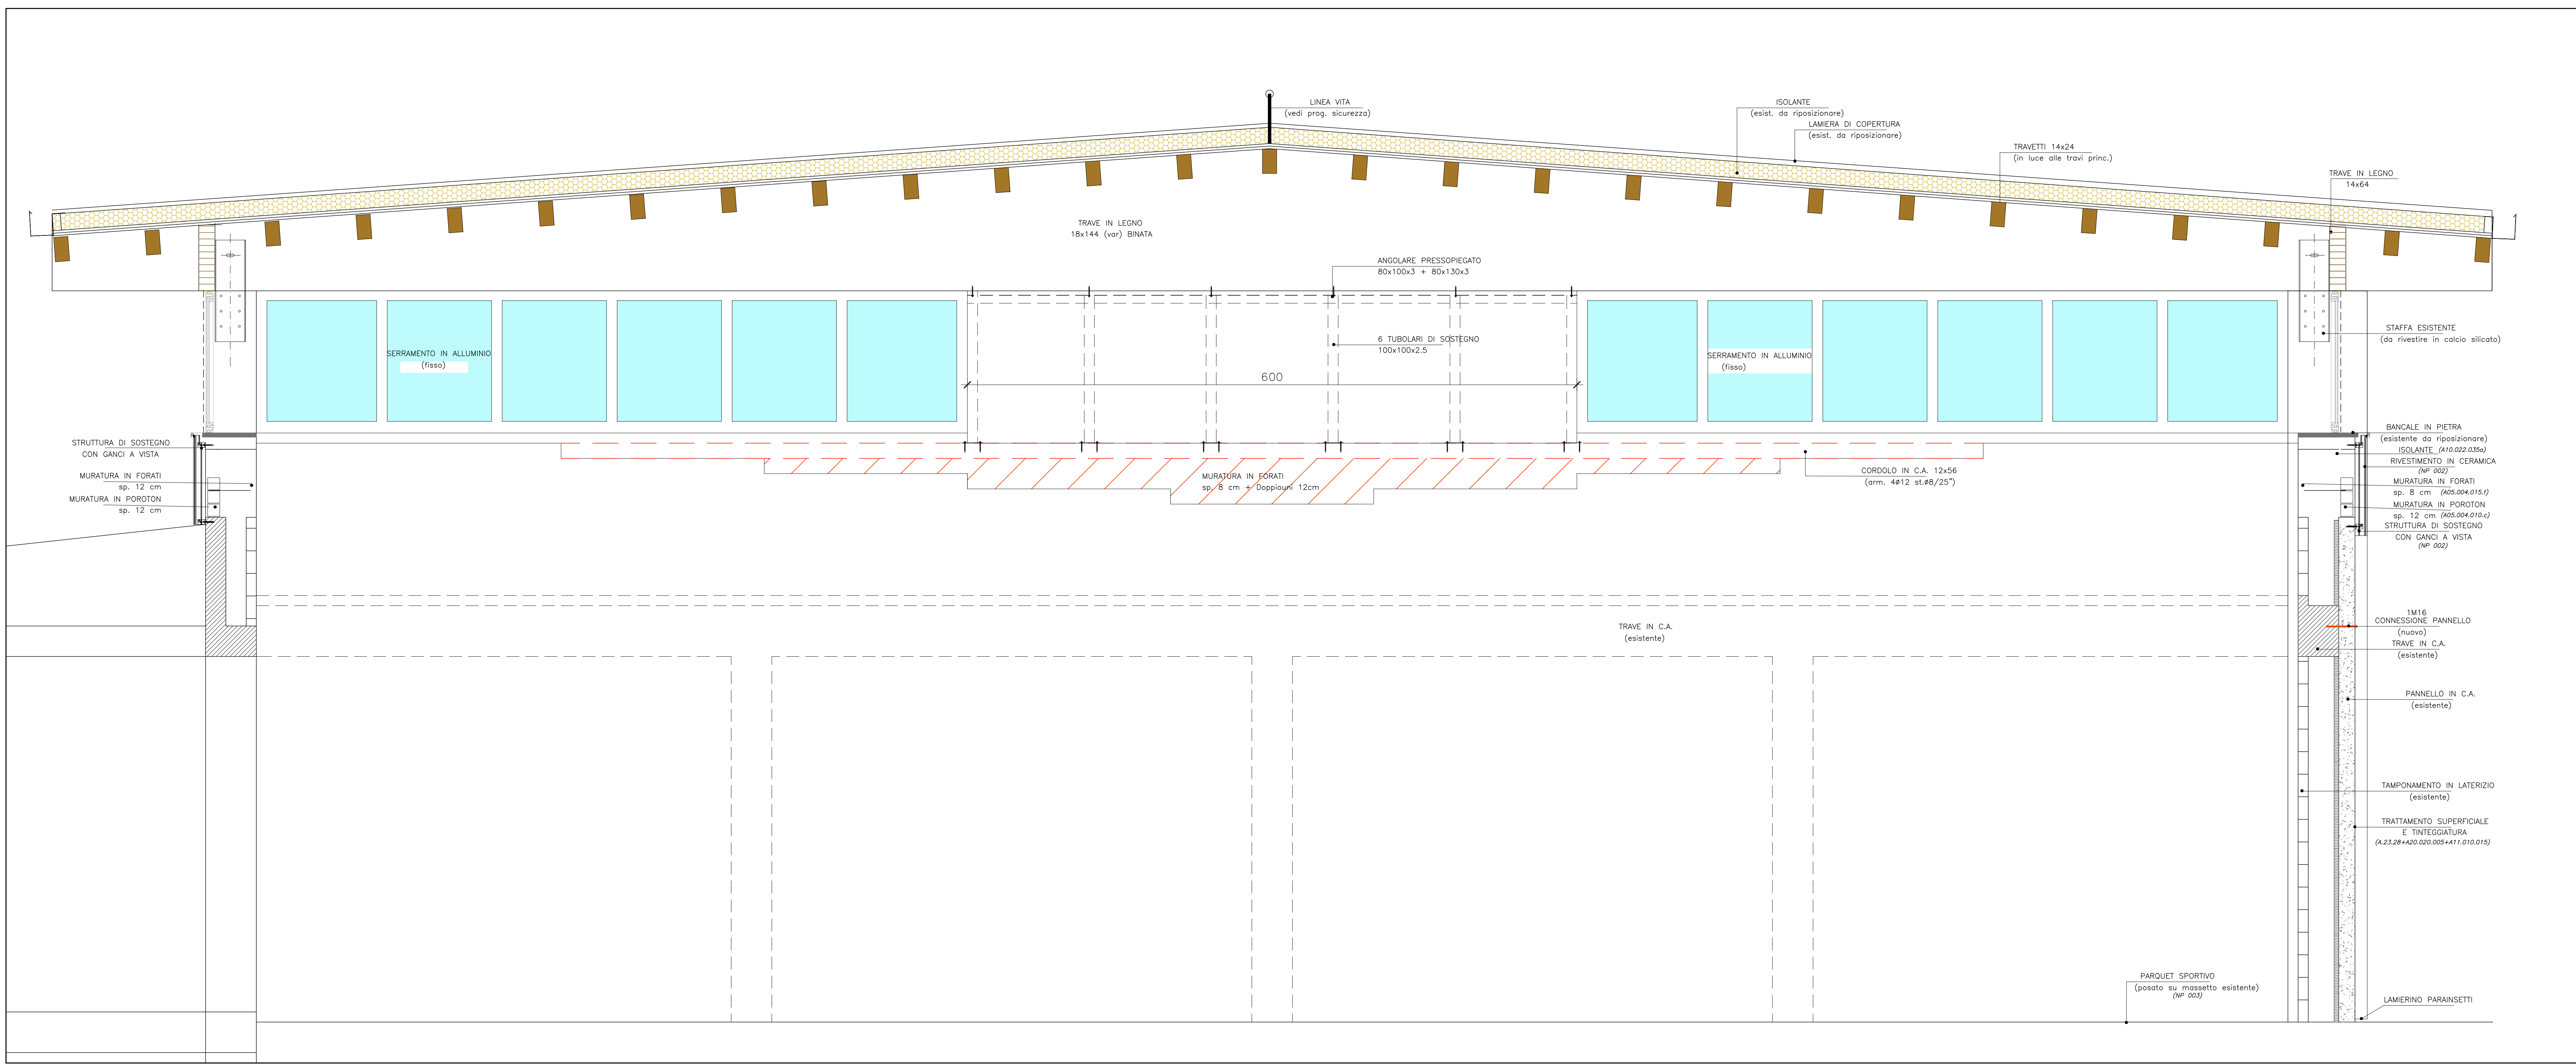 LINEA VITA
(vedi prog. sicurezza)
ISOLANTE
(esist. da riposizionare)
LAMIERA DI COPERTURA
(esist. da riposizionare)
TRAVETTI 14x24
(in luce alle travi princ.)
TRAVE IN LEGNO
14x64
TRAVE IN LEGNO
18x144 (var) BINATA
ANGOLARE PRESSOPIEGATO
80x100x3 + 80x130x3
6 TUBOLARI DI SOSTEGNO
100x100x2.5
600
SERRAMENTO IN ALLUMINIO
(fisso)
SERRAMENTO IN ALLUMINIO
(fisso)
STAFFA ESISTENTE
(da rivestire in calcio silicato)
STRUTTURA DI SOSTEGNO
CON GANCI A VISTA
MURATURA IN FORATI
sp. 12 cm
MURATURA IN POROTON
sp. 12 cm
MURATURA IN FORATI
sp. 8 cm + Doppiouni 12cm
CORDOLO IN C.A. 12x56
(arm. 4ø12 st.ø8/25")
BANCALE IN PIETRA
(esistente da riposizionare)
ISOLANTE (A10.022.035a)
RIVESTIMENTO IN CERAMICA
(NP 002)
MURATURA IN FORATI
sp. 8 cm (A05.004.015.f)
MURATURA IN POROTON
sp. 12 cm (A05.004.010.c)
STRUTTURA DI SOSTEGNO
CON GANCI A VISTA
(NP 002)
1M16
CONNESSIONE PANNELLO
(nuovo)
TRAVE IN C.A.
(esistente)
TRAVE IN C.A.
(esistente)
PANNELLO IN C.A.
(esistente)
TAMPONAMENTO IN LATERIZIO
(esistente)
TRATTAMENTO SUPERFICIALE
E TINTEGGIATURA
(A.23.28+A20.020.005+A11.010.015)
PARQUET SPORTIVO
(posato su massetto esistente)
(NP 003)
LAMIERINO PARAINSETTI